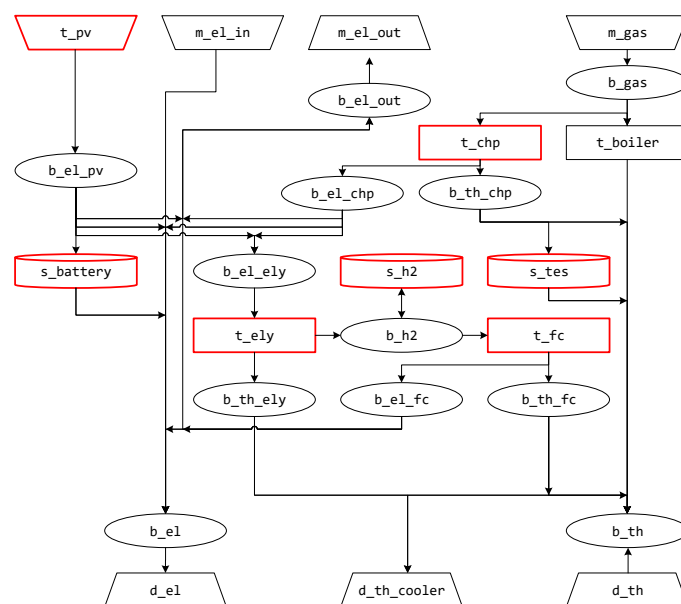 t_pv
m_el_in
m_el_out
m_gas
b_gas
b_el_out
t_chp
t_boiler
b_el_pv
b_el_chp
b_th_chp
s_battery
b_el_ely
s_h2
s_tes
t_ely
b_h2
t_fc
b_th_ely
b_el_fc
b_th_fc
b_el
b_th
d_el
d_th_cooler
d_th